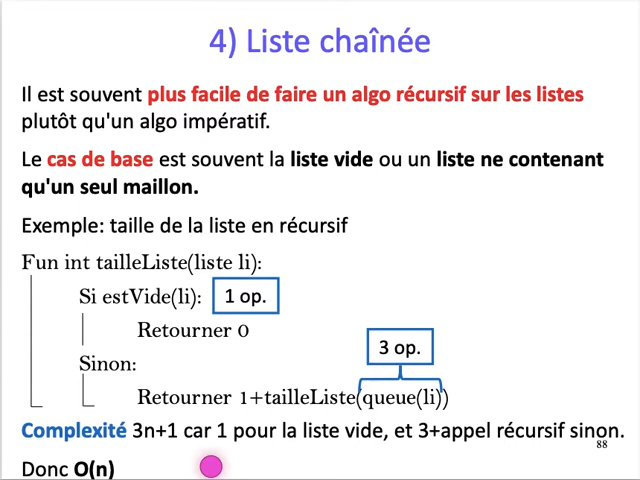 4) Liste chaînée
Il est souvent plus facile de faire un algo récursif sur les listes
plutôt qu'un algo impératif.
Le cas de base est souvent la liste vide ou un liste ne contenant
qu'un seul maillon.
Exemple: taille de la liste en récursif
Fun int tailleListe(liste li):
Si estVide(li): 1 op.
Retourner 0
3 op.
Sinon:
Retourner 1+tailleListe(queue(li))
Complexité 3n+1 car 1 pour la liste vide, et 3+appel récursif sinon.
88
Donc O(n)